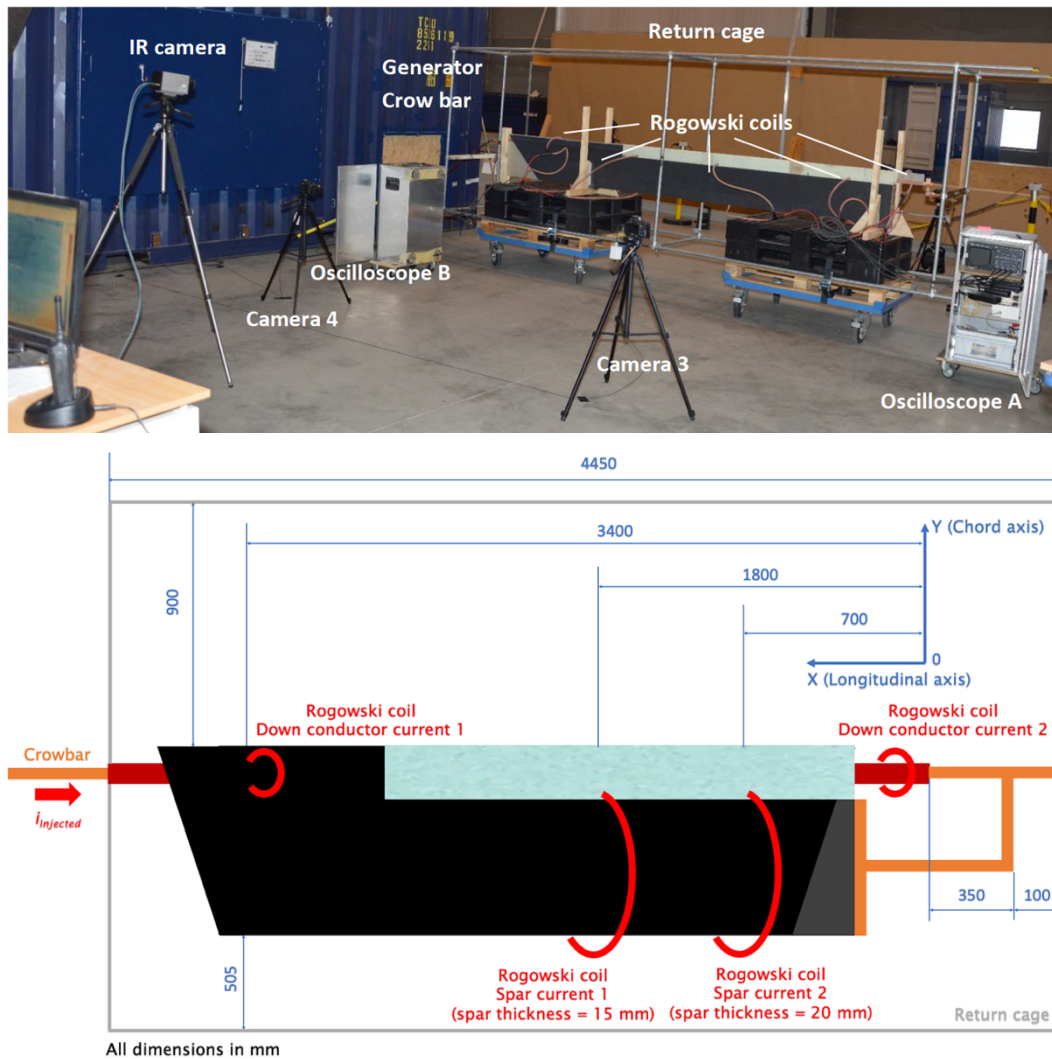 IR camera
TCU
Generator
Crow bar
Return cage
Rogowski coils
Oscilloscope B
Camera 4
Camera 3
Oscilloscope A
4450
3400
Y (Chord axis)
1800
900
700
0
X (Longitudinal axis)
Rogowski coil
Down conductor current 1
Rogowski coil
Down conductor current 2
Crowbar
i_injected
350
100
505
Rogowski coil
Spar current 1
(spar thickness = 15 mm)
Rogowski coil
Spar current 2
(spar thickness = 20 mm)
Return cage
All dimensions in mm